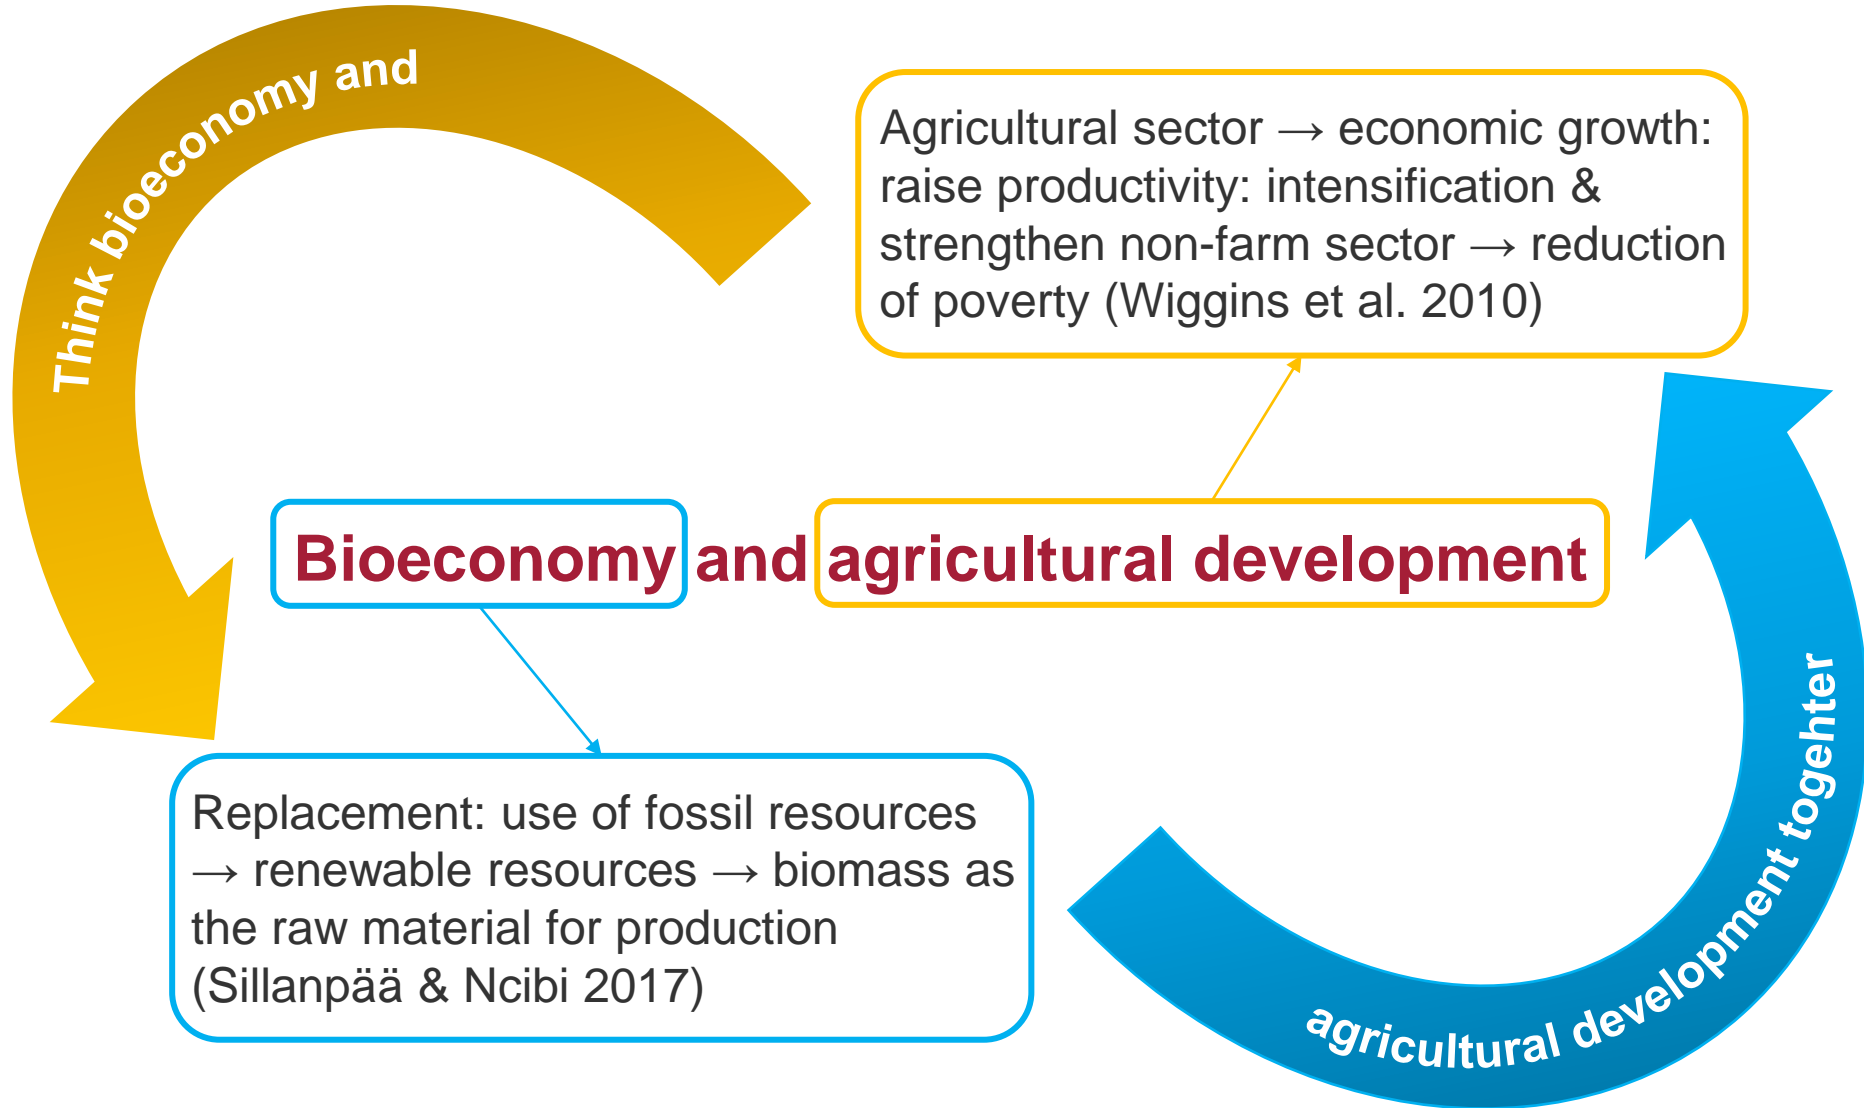 Think bioeconomy and
Agricultural sector → economic growth:
raise productivity: intensification &
strengthen non-farm sector → reduction
of poverty (Wiggins et al. 2010)
Bioeconomy and agricultural development
Replacement: use of fossil resources
→ renewable resources → biomass as
the raw material for production
(Sillanpää & Ncibi 2017)
agricultural development togehter